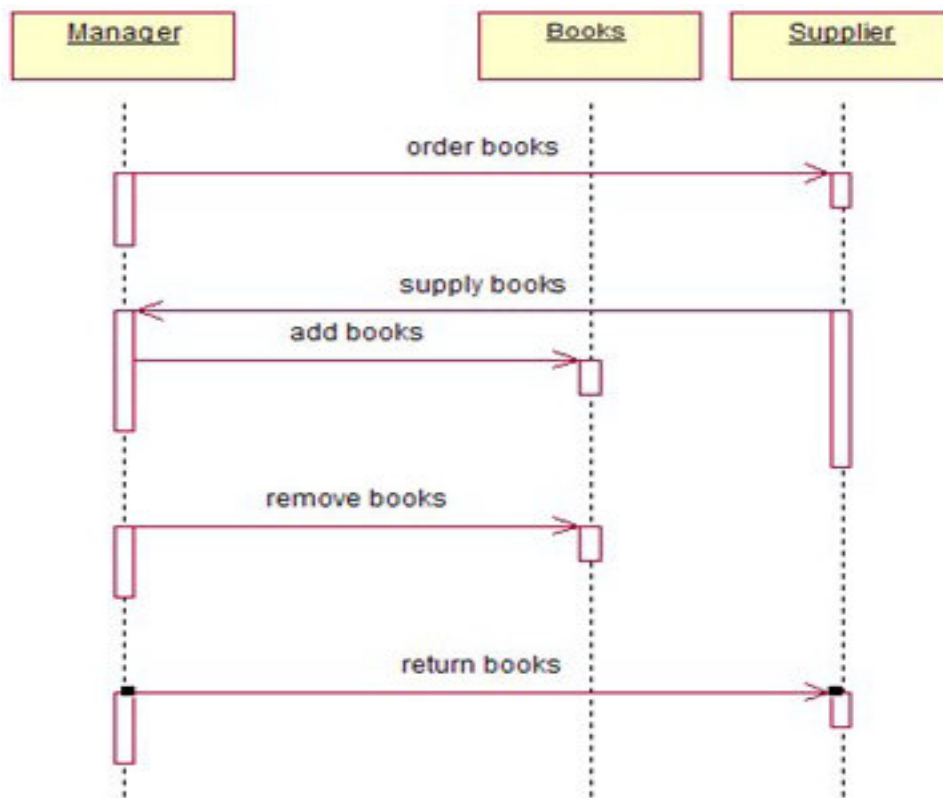 Manager
Books
Supplier
order books
supply books
add books
remove books
return books